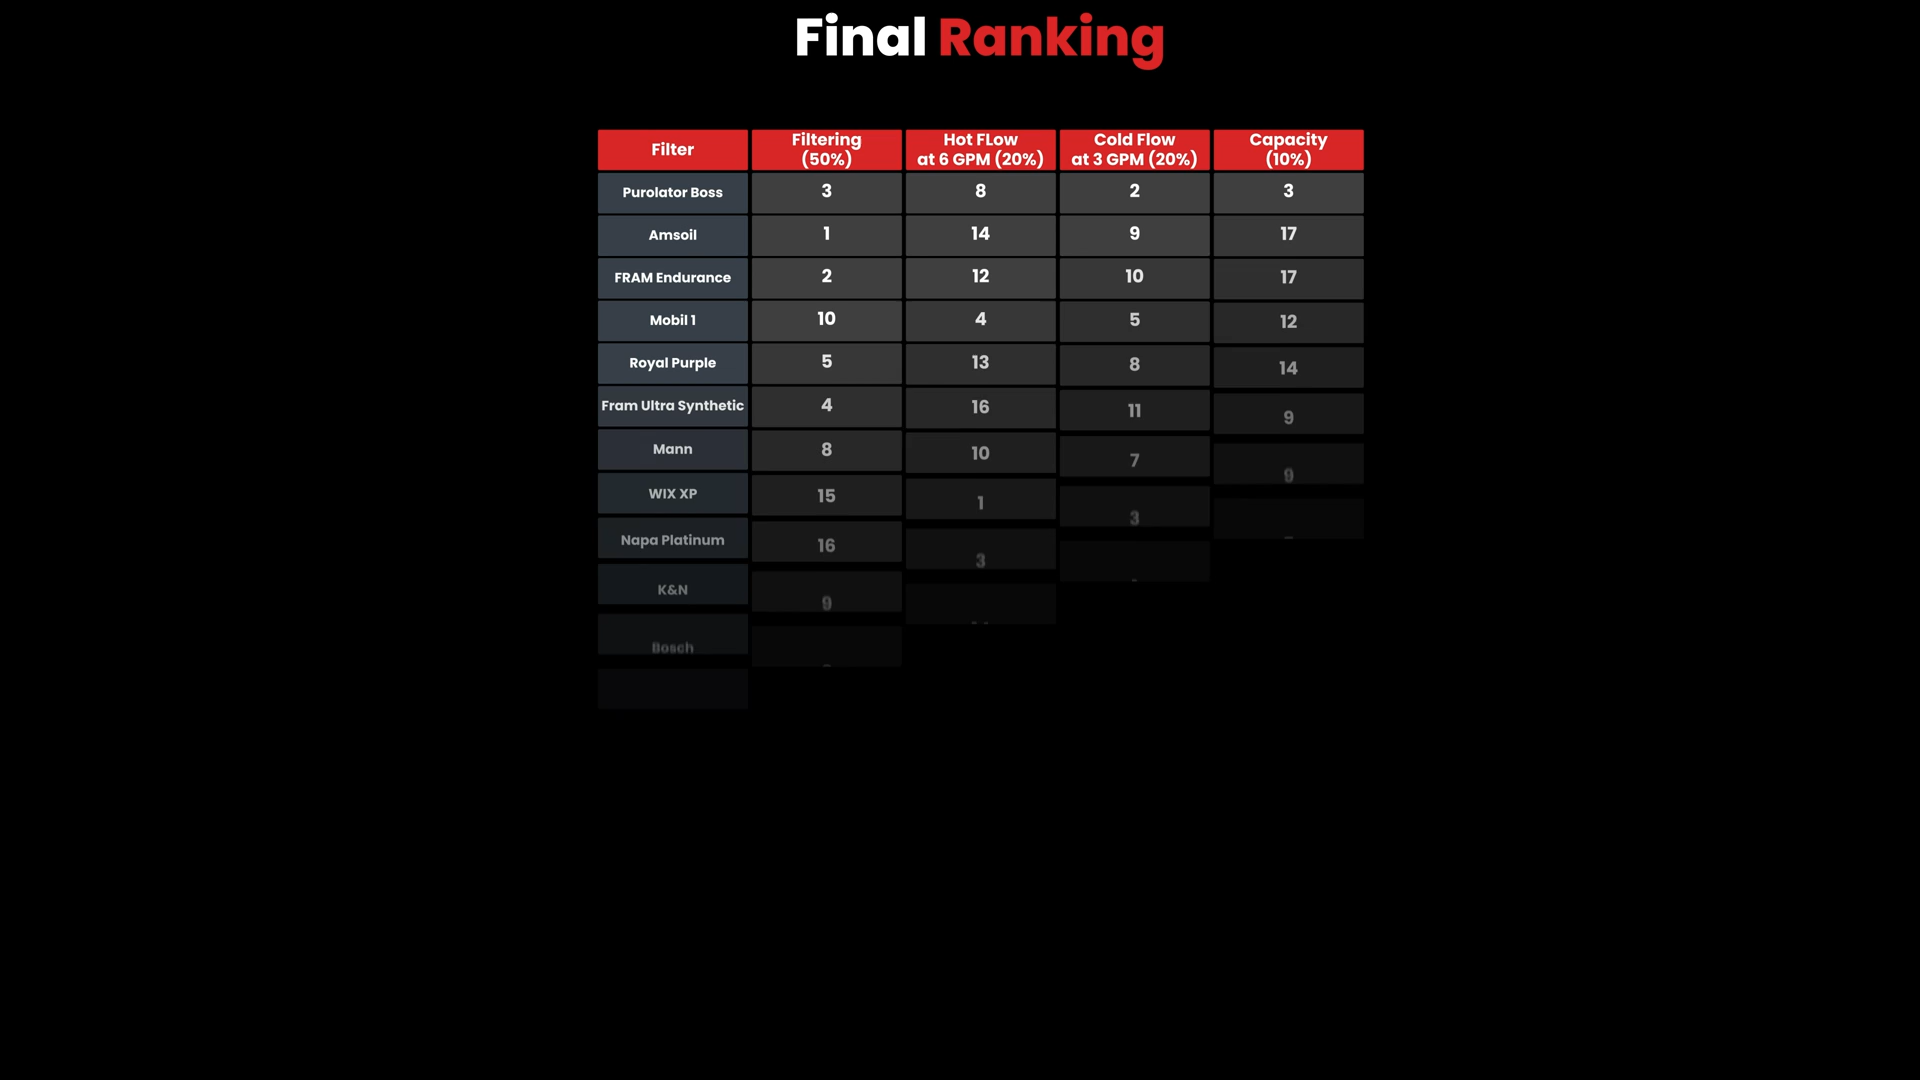 Final Ranking
Filter
Filtering
(50%)
Hot FLow
at 6 GPM (20%)
Cold Flow
at 3 GPM (20%)
Capacity
(10%)
Purolator Boss 3 8 2 3
Amsoil 1 14 9 17
FRAM Endurance 2 12 10 17
Mobil 1 10 4 5 12
Royal Purple 5 13 8 14
Fram Ultra Synthetic 4 16 11 9
Mann 8 10 7 9
WIX XP 15 1 3
Napa Platinum 16 3
K&N 9
Bosch